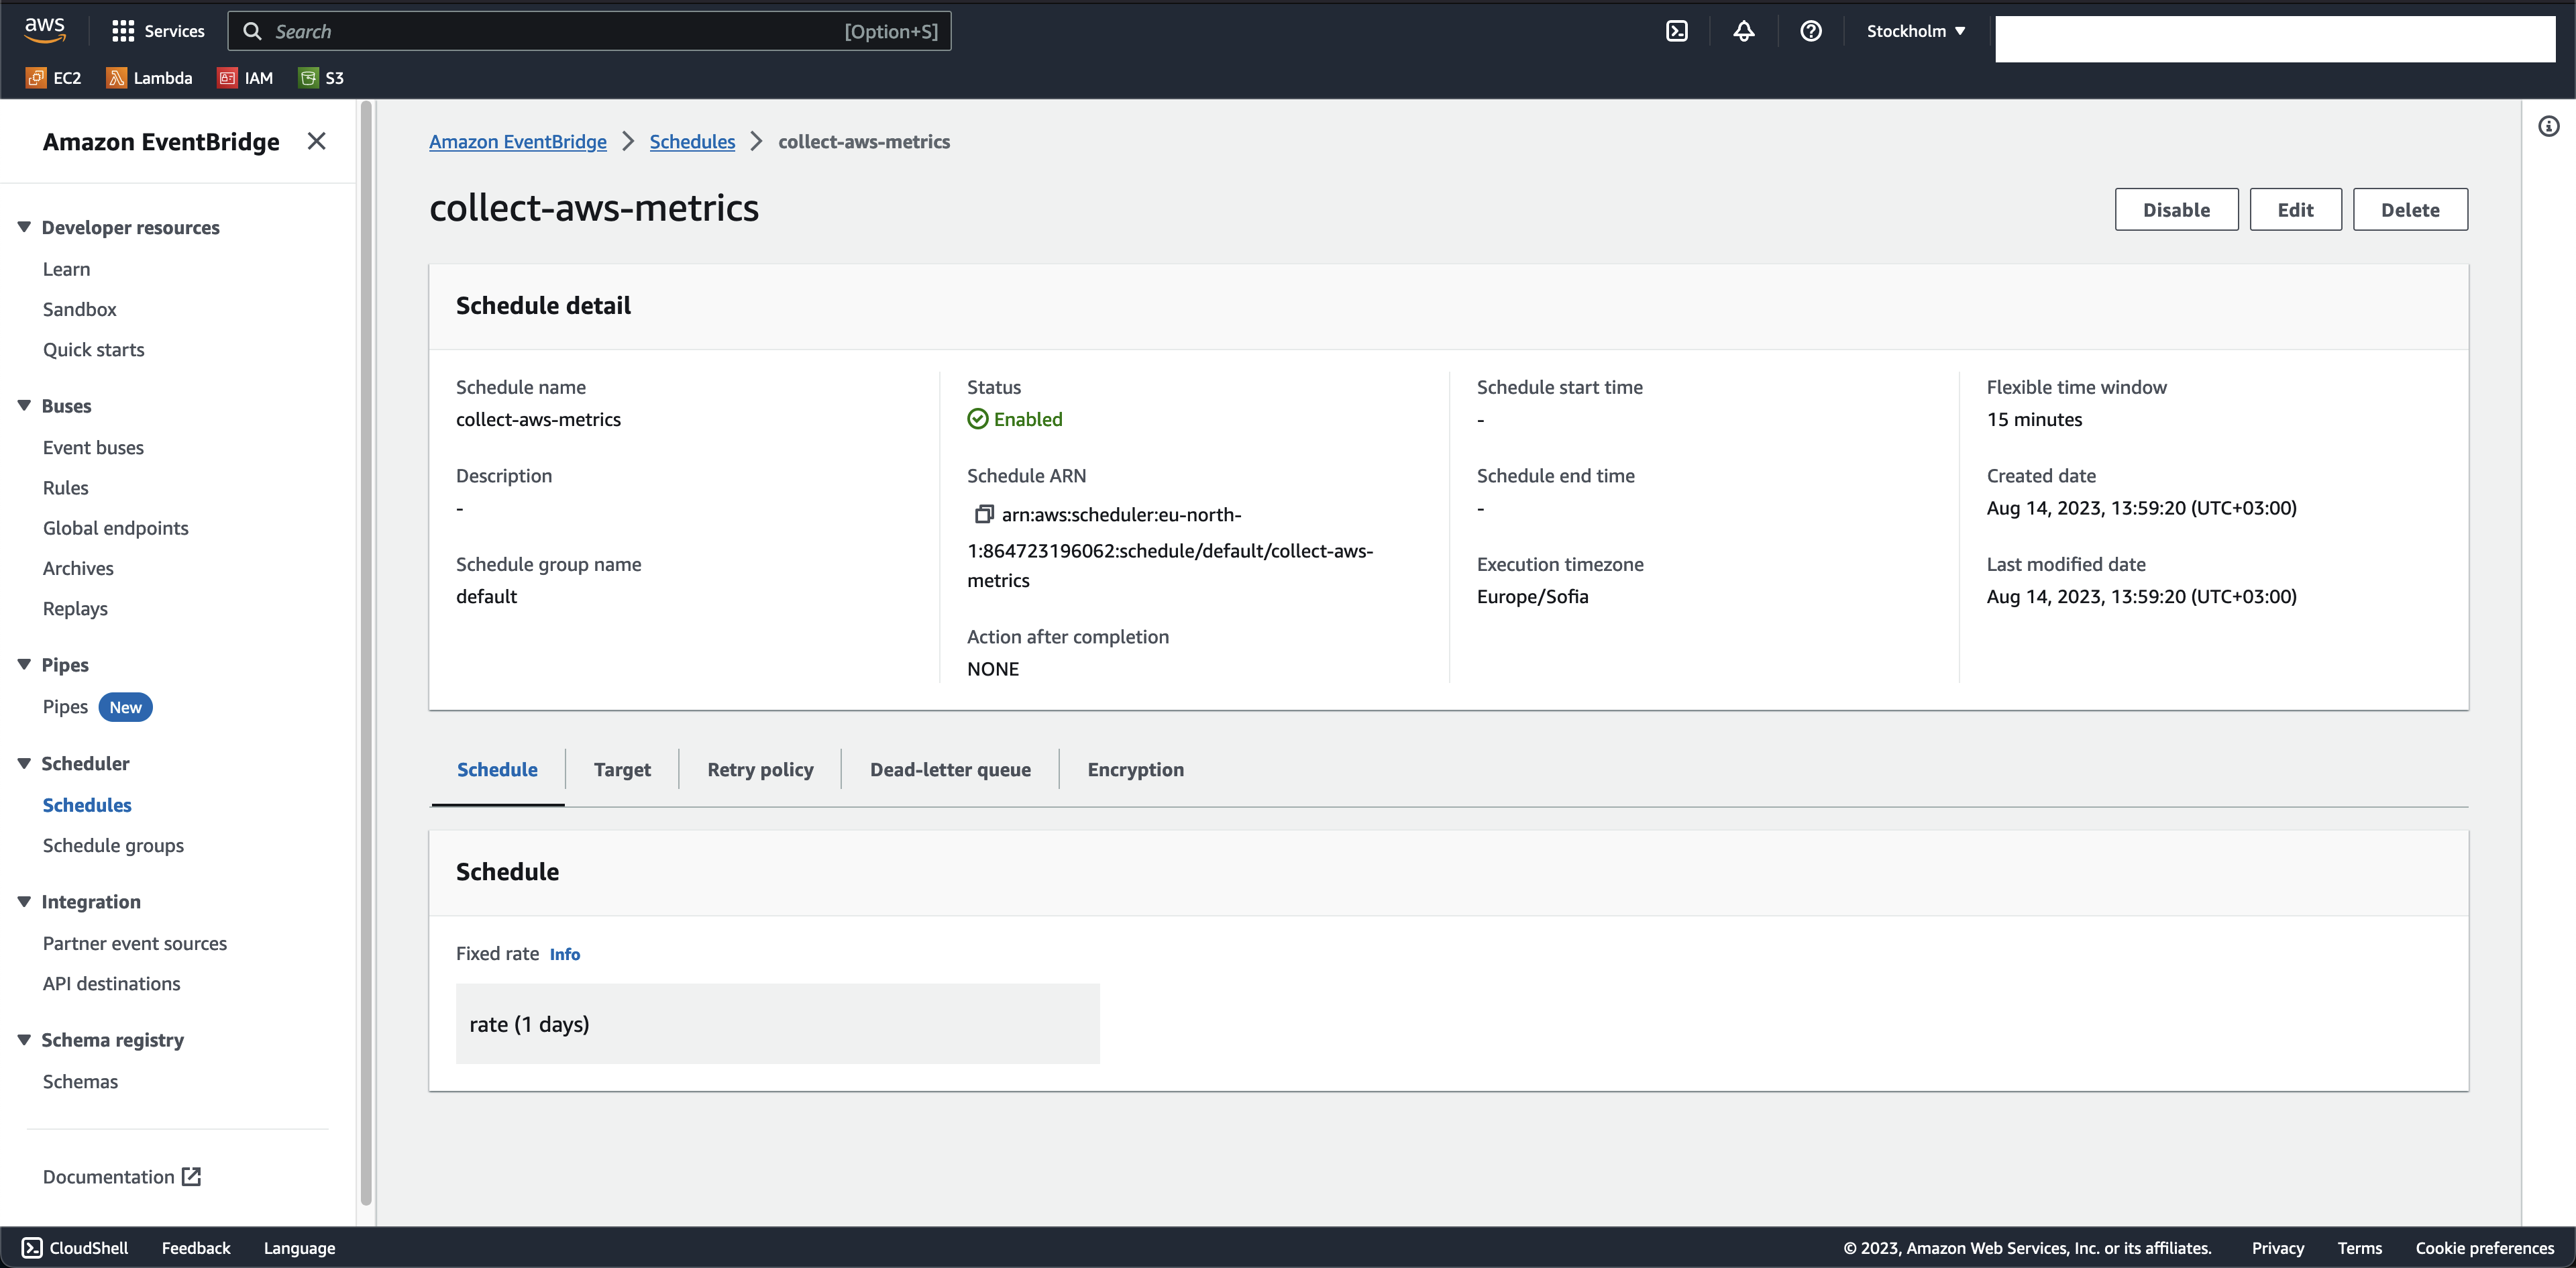 aws
Services
Search
[Option+S]
Stockholm
EC2
Lambda
IAM
S3
Amazon EventBridge
Developer resources
Learn
Sandbox
Quick starts
Buses
Event buses
Rules
Global endpoints
Archives
Replays
Pipes
Pipes New
Scheduler
Schedules
Schedule groups
Integration
Partner event sources
API destinations
Schema registry
Schemas
Documentation
Amazon EventBridge
Schedules
collect-aws-metrics
collect-aws-metrics
Disable
Edit
Delete
Schedule detail
Schedule name
collect-aws-metrics
Description
-
Schedule group name
default
Status
Enabled
Schedule ARN
arn:aws:scheduler:eu-north-
1:864723196062:schedule/default/collect-aws-
metrics
Action after completion
NONE
Schedule start time
-
Schedule end time
-
Execution timezone
Europe/Sofia
Flexible time window
15 minutes
Created date
Aug 14, 2023, 13:59:20 (UTC+03:00)
Last modified date
Aug 14, 2023, 13:59:20 (UTC+03:00)
Schedule
Target
Retry policy
Dead-letter queue
Encryption
Schedule
Fixed rate Info
rate (1 days)
CloudShell
Feedback
Language
© 2023, Amazon Web Services, Inc. or its affiliates.
Privacy
Terms
Cookie preferences